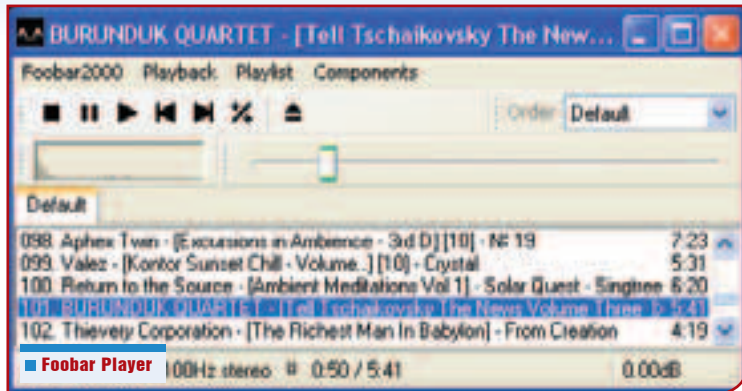 BURUNDUK QUARTET - [Tell Tschaikovsky The New...
Foobar2000 Playback Playlist Components
Order Default
Default
098. Aphex Twin - [Excursions in Ambience - 3rd D] [10] - № 19 7:23
099. Valez - [Kontor Sunset Chill - Volume..] [10] - Crystal 5:31
100. Return to the Source - [Ambient Meditations Vol 1] - Solar Quest - Singtree 6:20
101. BURUNDUK QUARTET - [Tell Tschaikovsky The News Volume Three 5:41
102. Thievery Corporation - [The Richest Man In Babylon] - From Creation 4:19
Foobar Player
100Hz stereo 0:50 / 5:41 0.00dB